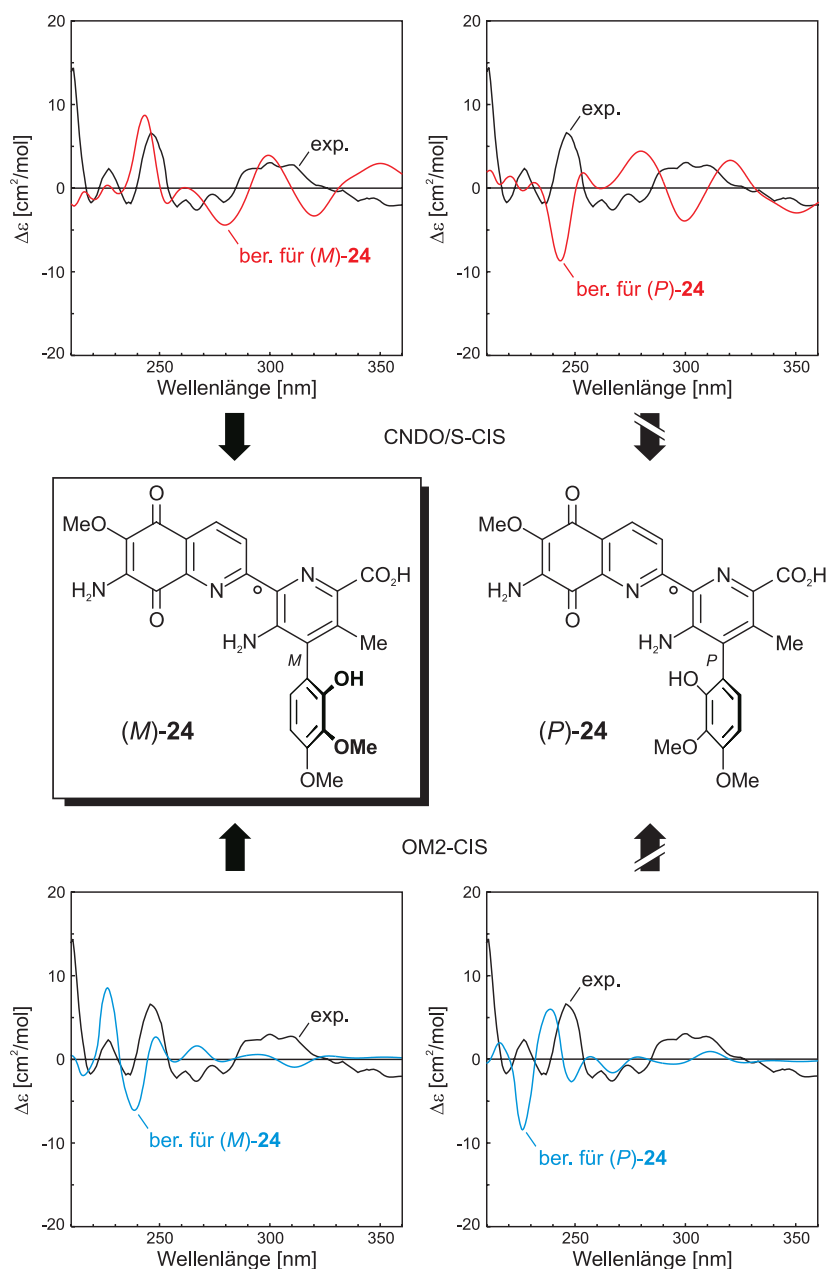 20
10
0
-10
-20
Δε [cm²/mol]
exp.
ber. für (M)-24
250
300
350
Wellenlänge [nm]
20
10
0
-10
-20
Δε [cm²/mol]
exp.
ber. für (P)-24
250
300
350
Wellenlänge [nm]
CNDO/S-CIS
O
MeO
H₂N
O
N
N
CO₂H
H₂N
Me
M
OH
OMe
OMe
(M)-24
O
MeO
H₂N
O
N
N
CO₂H
H₂N
Me
P
HO
MeO
OMe
(P)-24
OM2-CIS
20
10
0
-10
-20
Δε [cm²/mol]
exp.
ber. für (M)-24
250
300
350
Wellenlänge [nm]
20
10
0
-10
-20
Δε [cm²/mol]
exp.
ber. für (P)-24
250
300
350
Wellenlänge [nm]